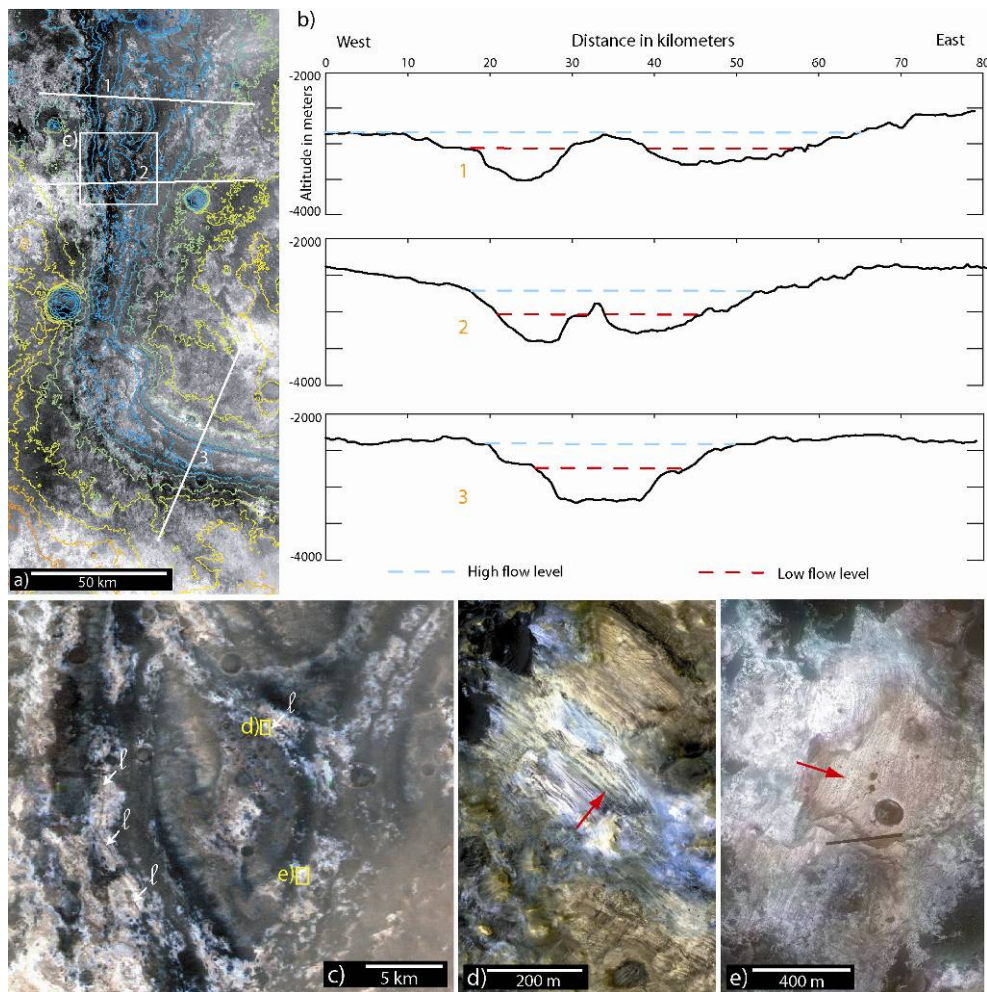 b)
West
Distance in kilometers
East
0 10 20 30 40 50 60 70 80
Altitude in meters
-2000
1
-4000
-2000
2
-4000
-2000
3
-4000
High flow level
Low flow level
1
c)
2
3
a)
50 km
d)
ℓ
ℓ
ℓ
e)
ℓ
c)
5 km
d)
200 m
e)
400 m